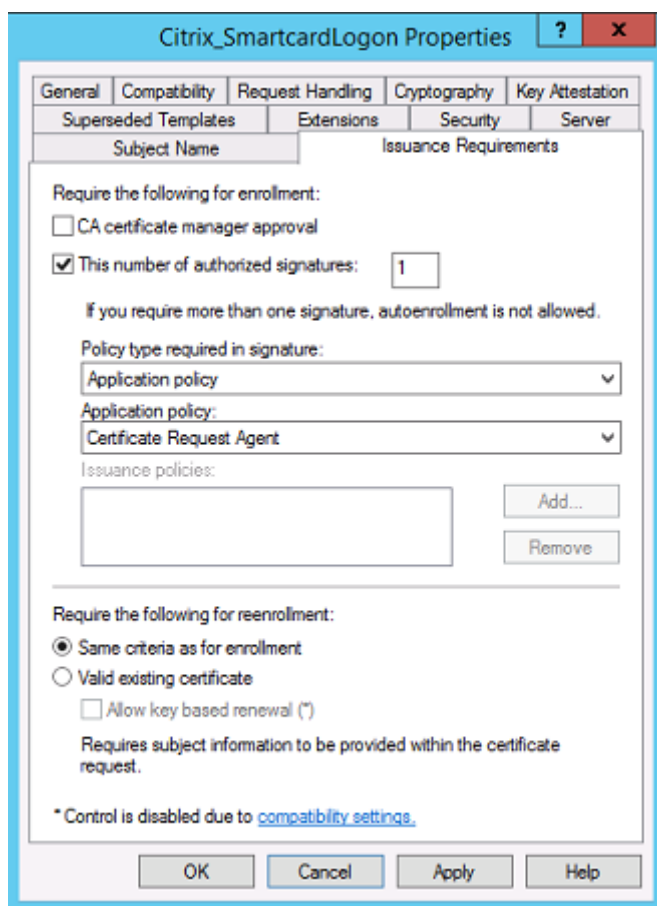 Citrix_SmartcardLogon Properties ? x
General Compatibility Request Handling Cryptography Key Attestation
Superseded Templates Extensions Security Server
Subject Name Issuance Requirements
Require the following for enrollment:
CA certificate manager approval
This number of authorized signatures: 1
If you require more than one signature, autoenrollment is not allowed.
Policy type required in signature:
Application policy
Application policy:
Certificate Request Agent
Issuance policies:
Add...
Remove
Require the following for reenrollment:
Same criteria as for enrollment
Valid existing certificate
Allow key based renewal (*)
Requires subject information to be provided within the certificate
request.
* Control is disabled due to compatibility settings.
OK Cancel Apply Help